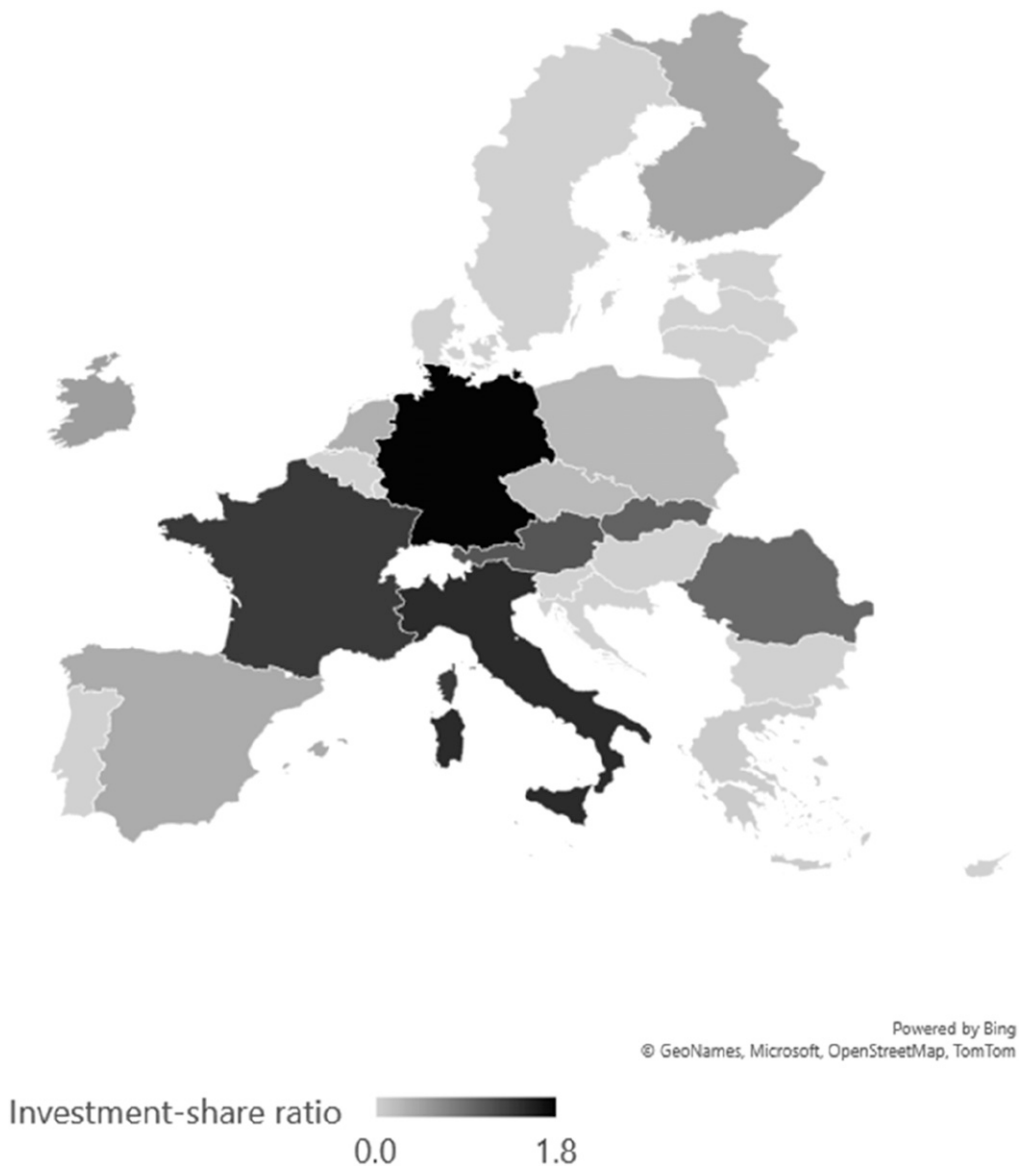 Powered by Bing
© GeoNames, Microsoft, OpenStreetMap, TomTom
Investment-share ratio
0.0 1.8